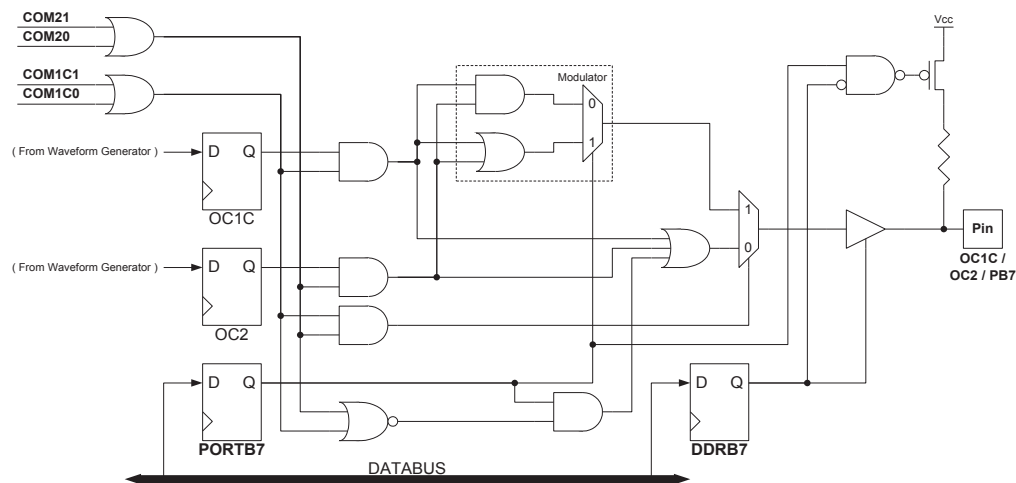 COM21
COM20
Vcc
COM1C1
COM1C0
Modulator
0
1
( From Waveform Generator )
D Q
OC1C
1
0
Pin
OC1C /
OC2 / PB7
( From Waveform Generator )
D Q
OC2
D Q
PORTB7
D Q
DDRB7
DATABUS